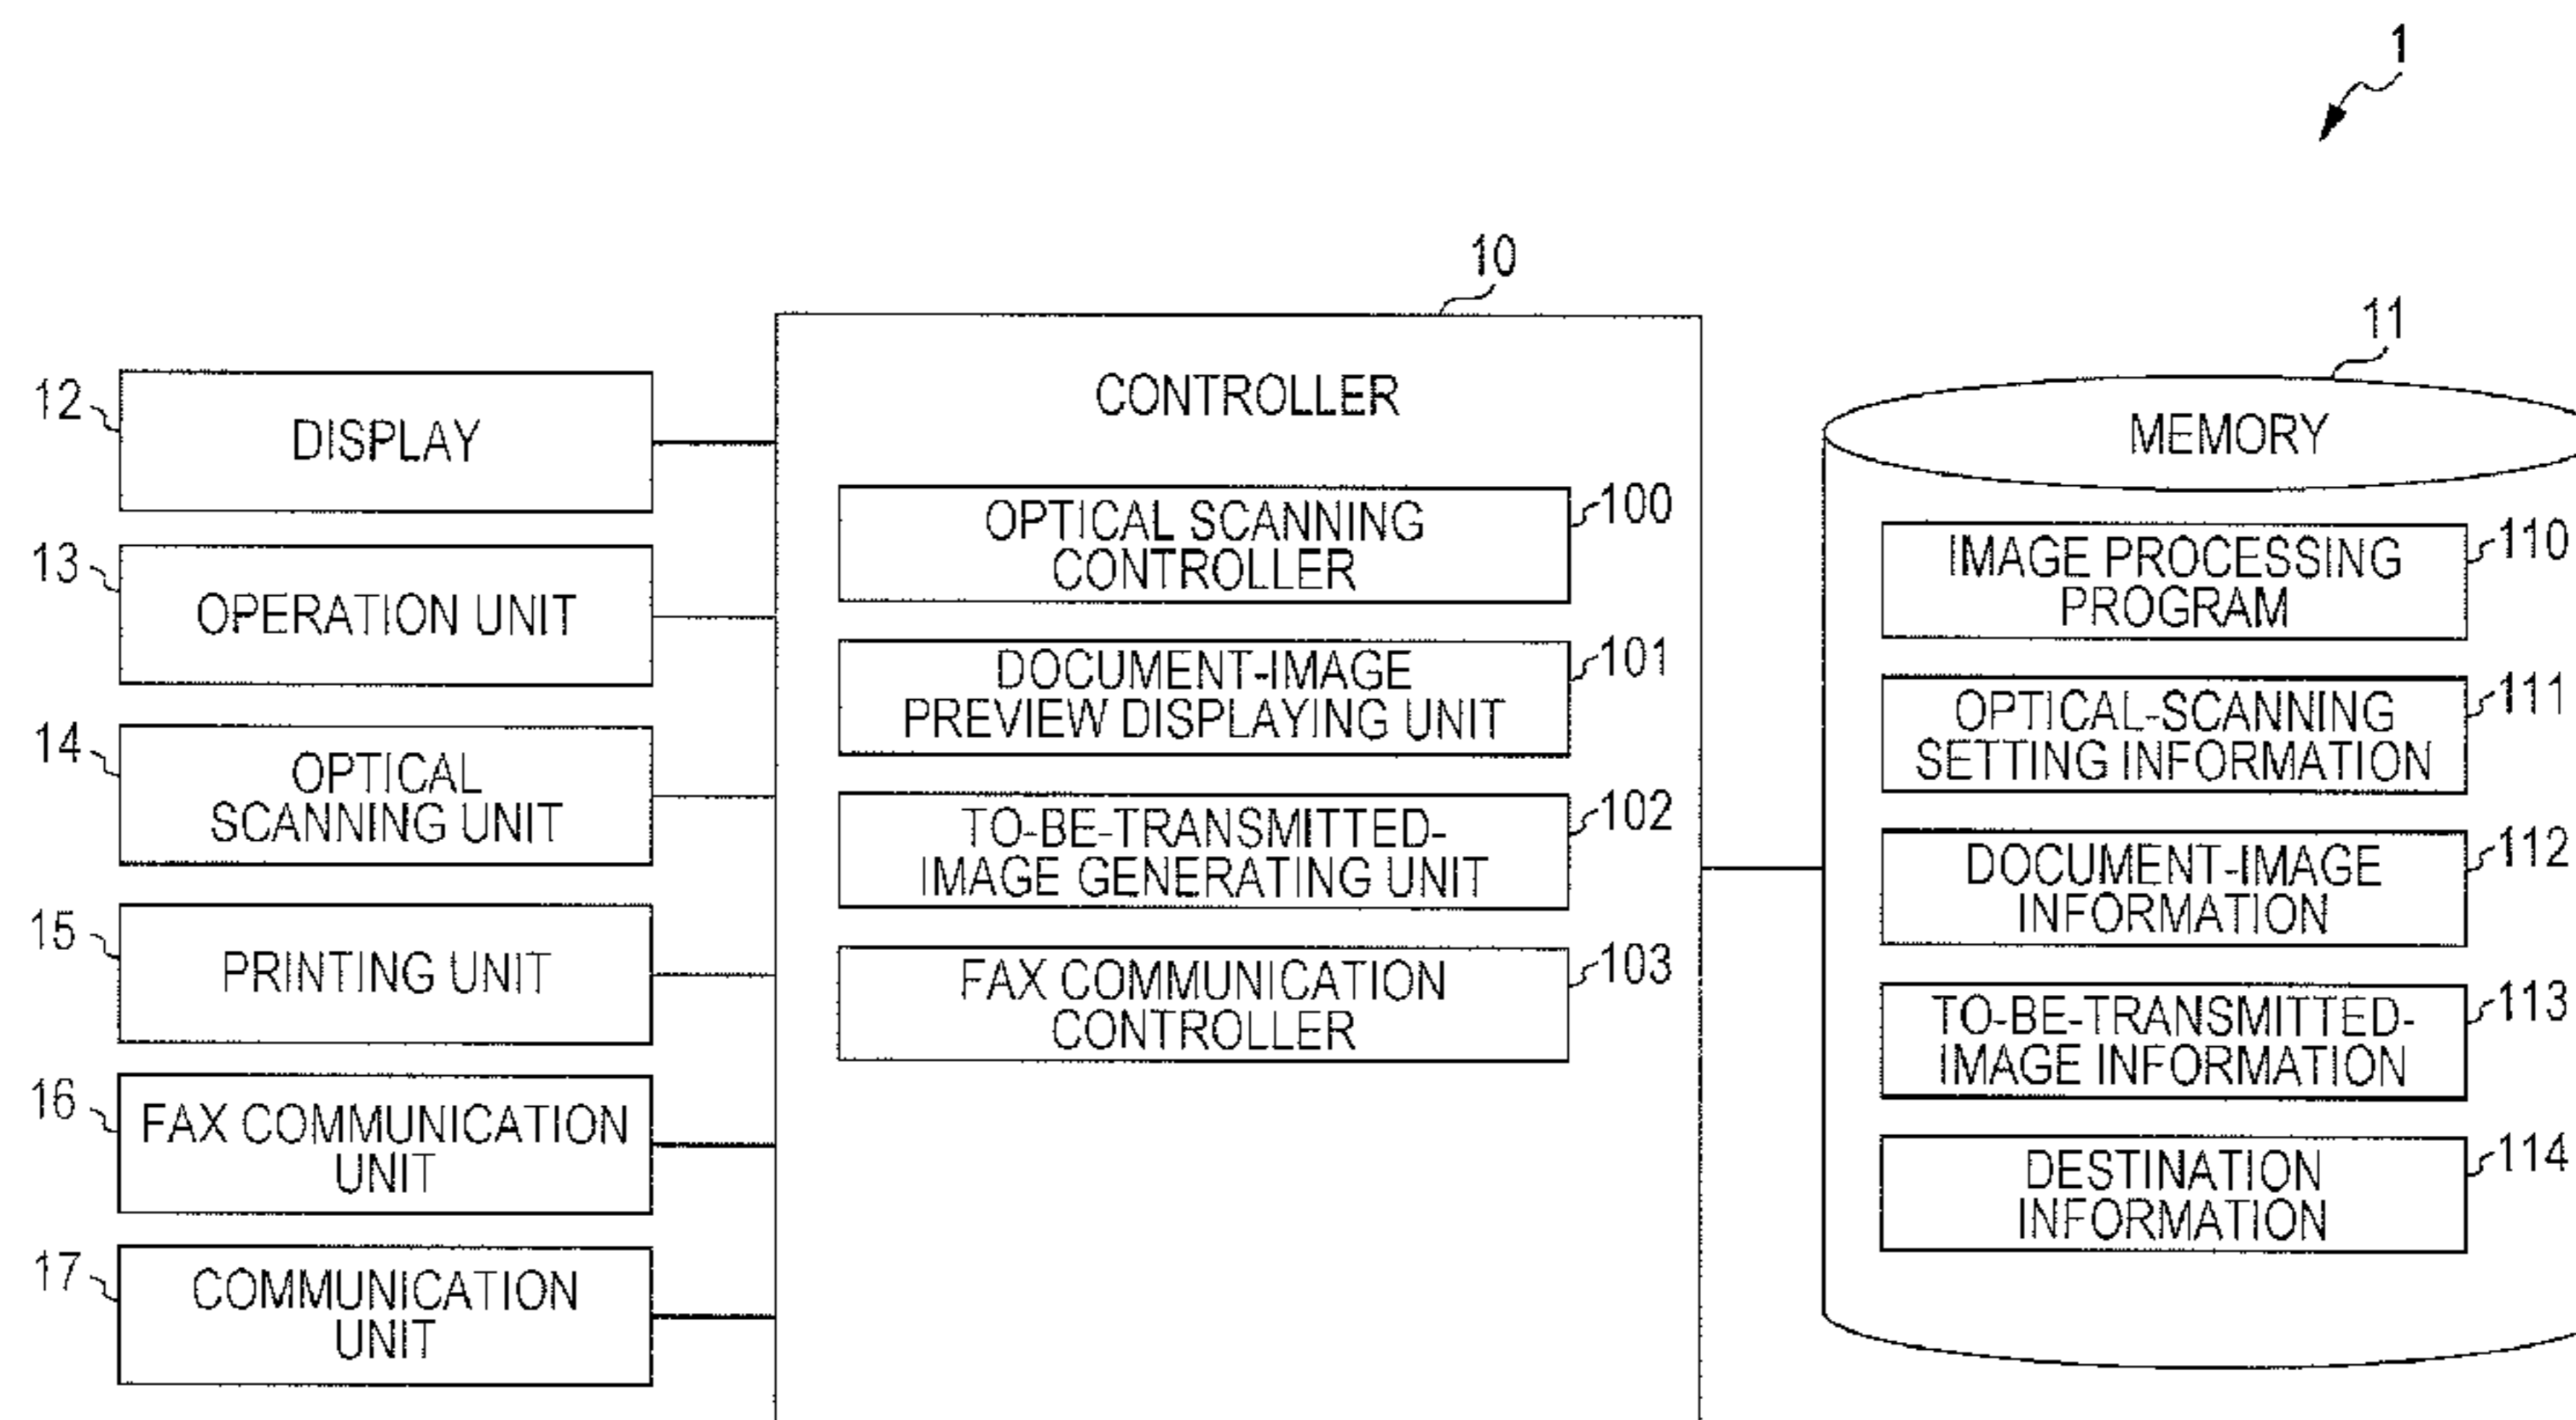 1
10
11
12
DISPLAY
13
OPERATION UNIT
14
OPTICAL
SCANNING UNIT
15
PRINTING UNIT
16
FAX COMMUNICATION
UNIT
17
COMMUNICATION
UNIT
CONTROLLER
OPTICAL SCANNING
CONTROLLER
100
DOCUMENT-IMAGE
PREVIEW DISPLAYING UNIT
101
TO-BE-TRANSMITTED-
IMAGE GENERATING UNIT
102
FAX COMMUNICATION
CONTROLLER
103
MEMORY
IMAGE PROCESSING
PROGRAM
110
OPTICAL-SCANNING
SETTING INFORMATION
111
DOCUMENT-IMAGE
INFORMATION
112
TO-BE-TRANSMITTED-
IMAGE INFORMATION
113
DESTINATION
INFORMATION
114